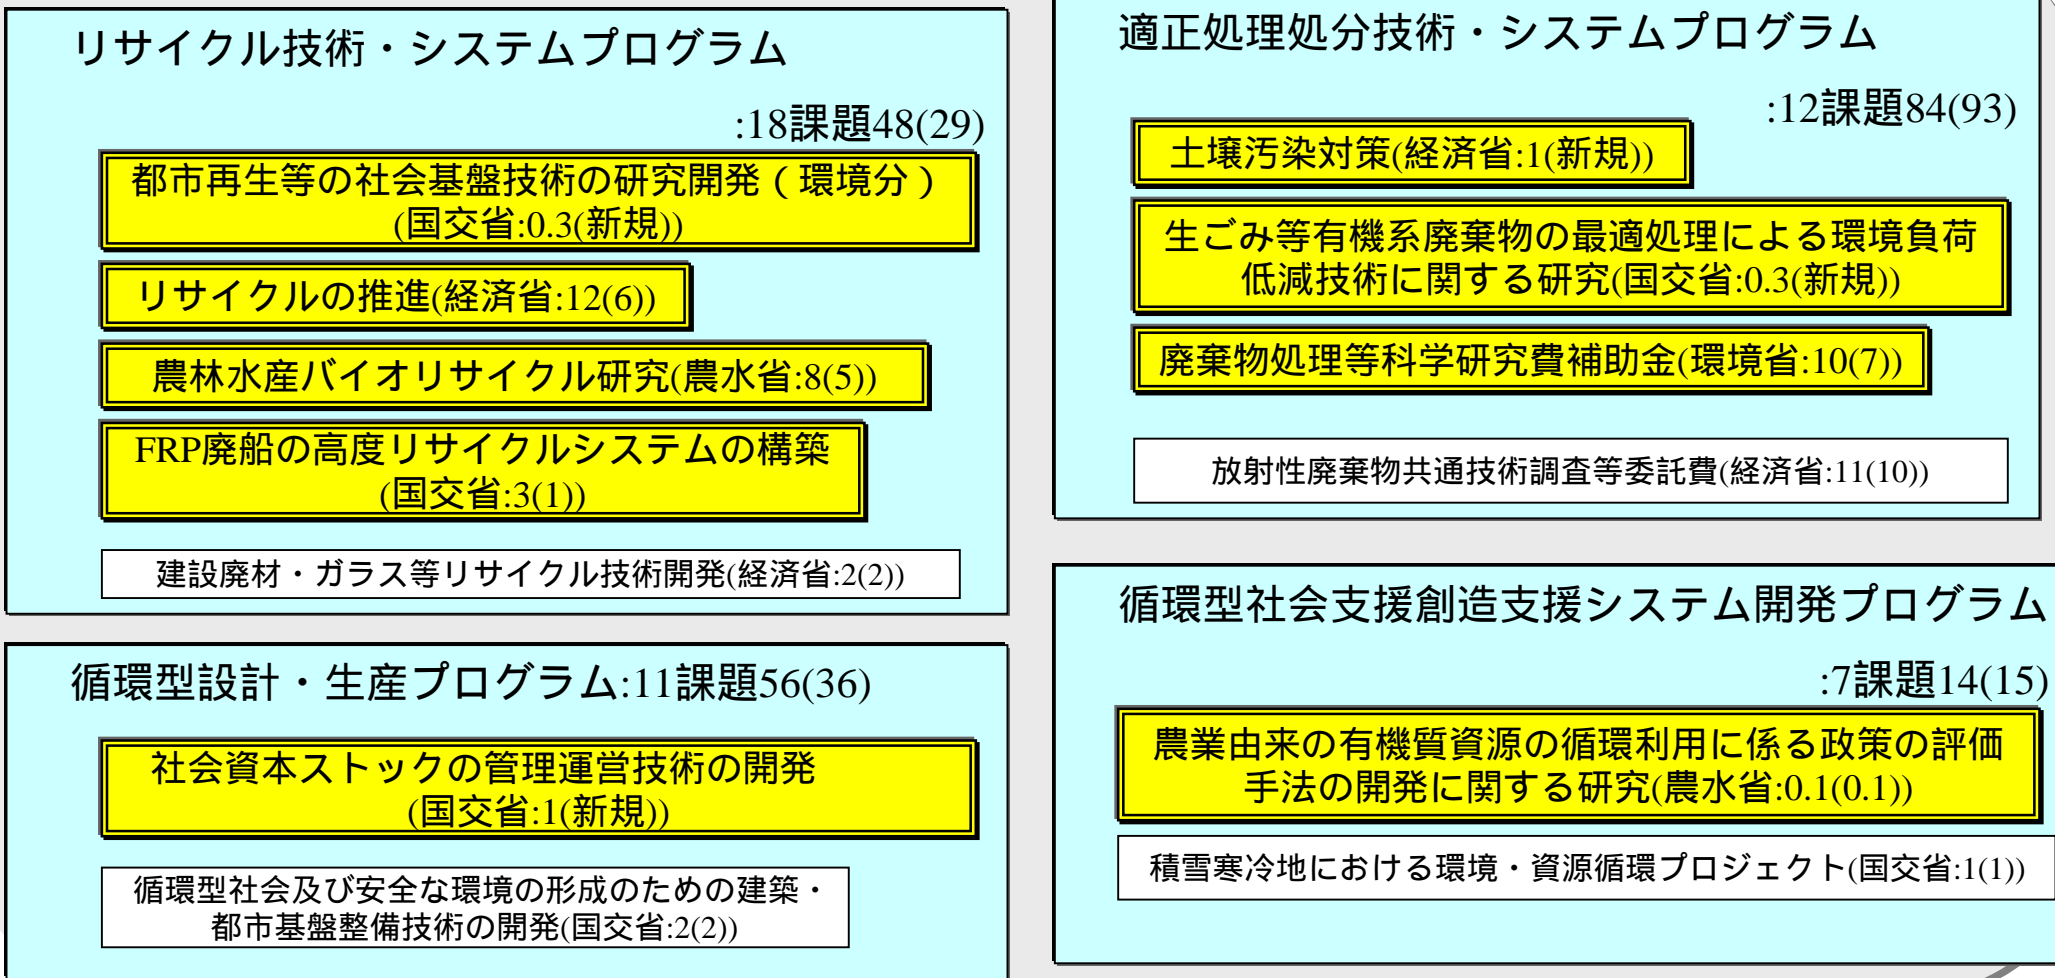 リサイクル技術・システムプログラム
:18課題48(29)
都市再生等の社会基盤技術の研究開発（環境分）
(国交省:0.3(新規))
リサイクルの推進(経済省:12(6))
農林水産バイオリサイクル研究(農水省:8(5))
FRP廃船の高度リサイクルシステムの構築
(国交省:3(1))
建設廃材・ガラス等リサイクル技術開発(経済省:2(2))
循環型設計・生産プログラム:11課題56(36)
社会資本ストックの管理運営技術の開発
(国交省:1(新規))
循環型社会及び安全な環境の形成のための建築・
都市基盤整備技術の開発(国交省:2(2))
適正処理処分技術・システムプログラム
:12課題84(93)
土壌汚染対策(経済省:1(新規))
生ごみ等有機系廃棄物の最適処理による環境負荷
低減技術に関する研究(国交省:0.3(新規))
廃棄物処理等科学研究費補助金(環境省:10(7))
放射性廃棄物共通技術調査等委託費(経済省:11(10))
循環型社会支援創造支援システム開発プログラム
:7課題14(15)
農業由来の有機質資源の循環利用に係る政策の評価
手法の開発に関する研究(農水省:0.1(0.1))
積雪寒冷地における環境・資源循環プロジェクト(国交省:1(1))